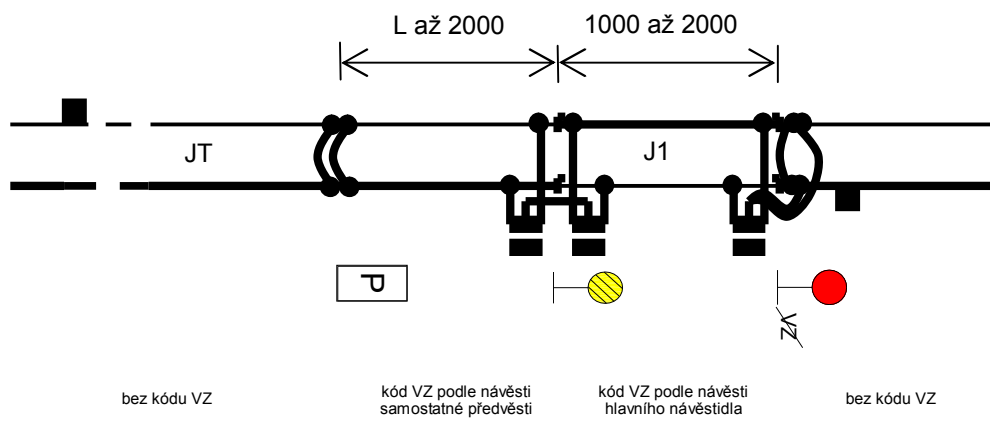 L až 2000
1000 až 2000
JT
J1
P
VZ
bez kódu VZ
kód VZ podle návěsti
samostatné předvěsti
kód VZ podle návěsti
hlavního návěstidla
bez kódu VZ